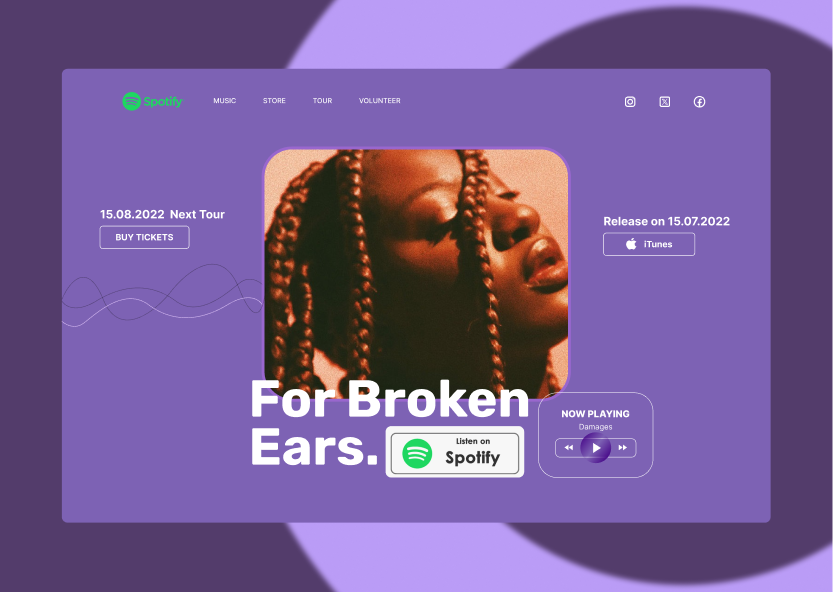 Spotify
MUSIC
STORE
TOUR
VOLUNTEER
15.08.2022 Next Tour
BUY TICKETS
Release on 15.07.2022
iTunes
For Broken
Ears.
Listen on
Spotify
NOW PLAYING
Damages